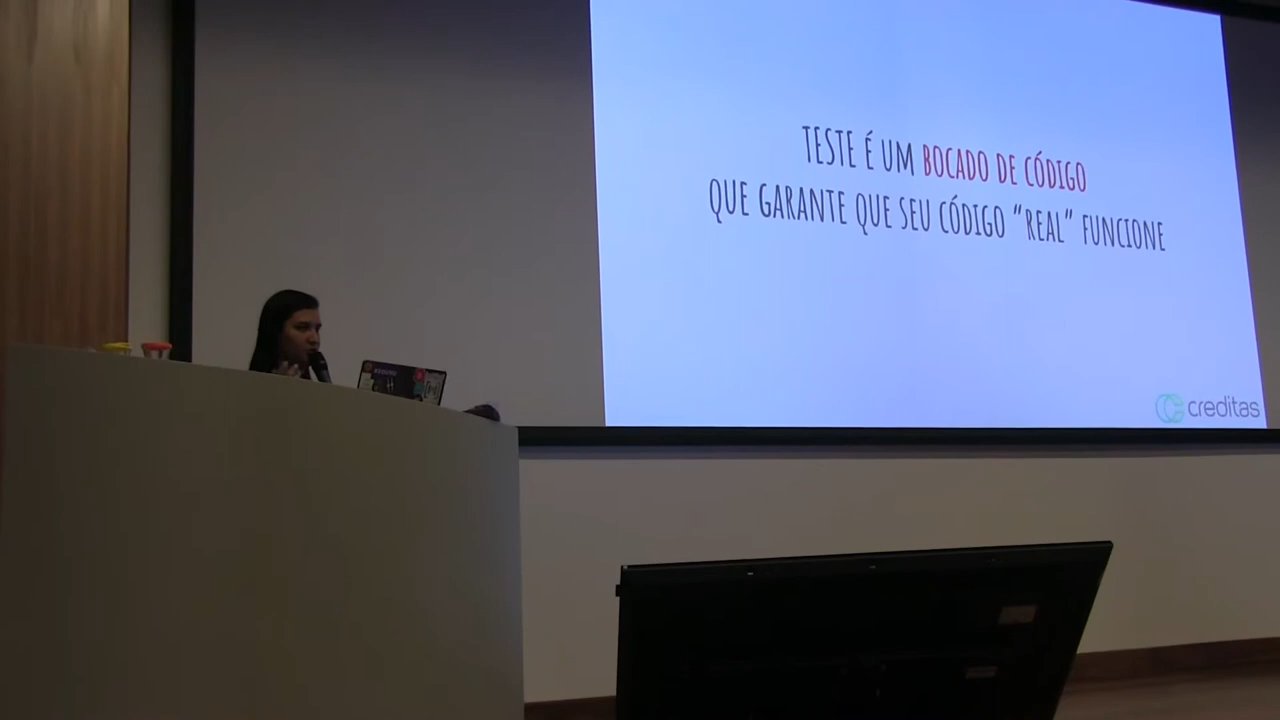 TESTE É UM BOCADO DE CÓDIGO
QUE GARANTE QUE SEU CÓDIGO “REAL” FUNCIONE
creditas